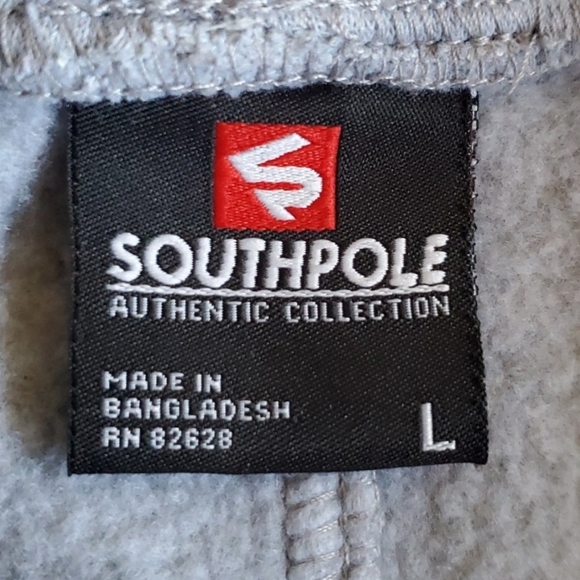 SOUTHPOLE
AUTHENTIC COLLECTION
MADE IN
BANGLADESH
RN 82628
L